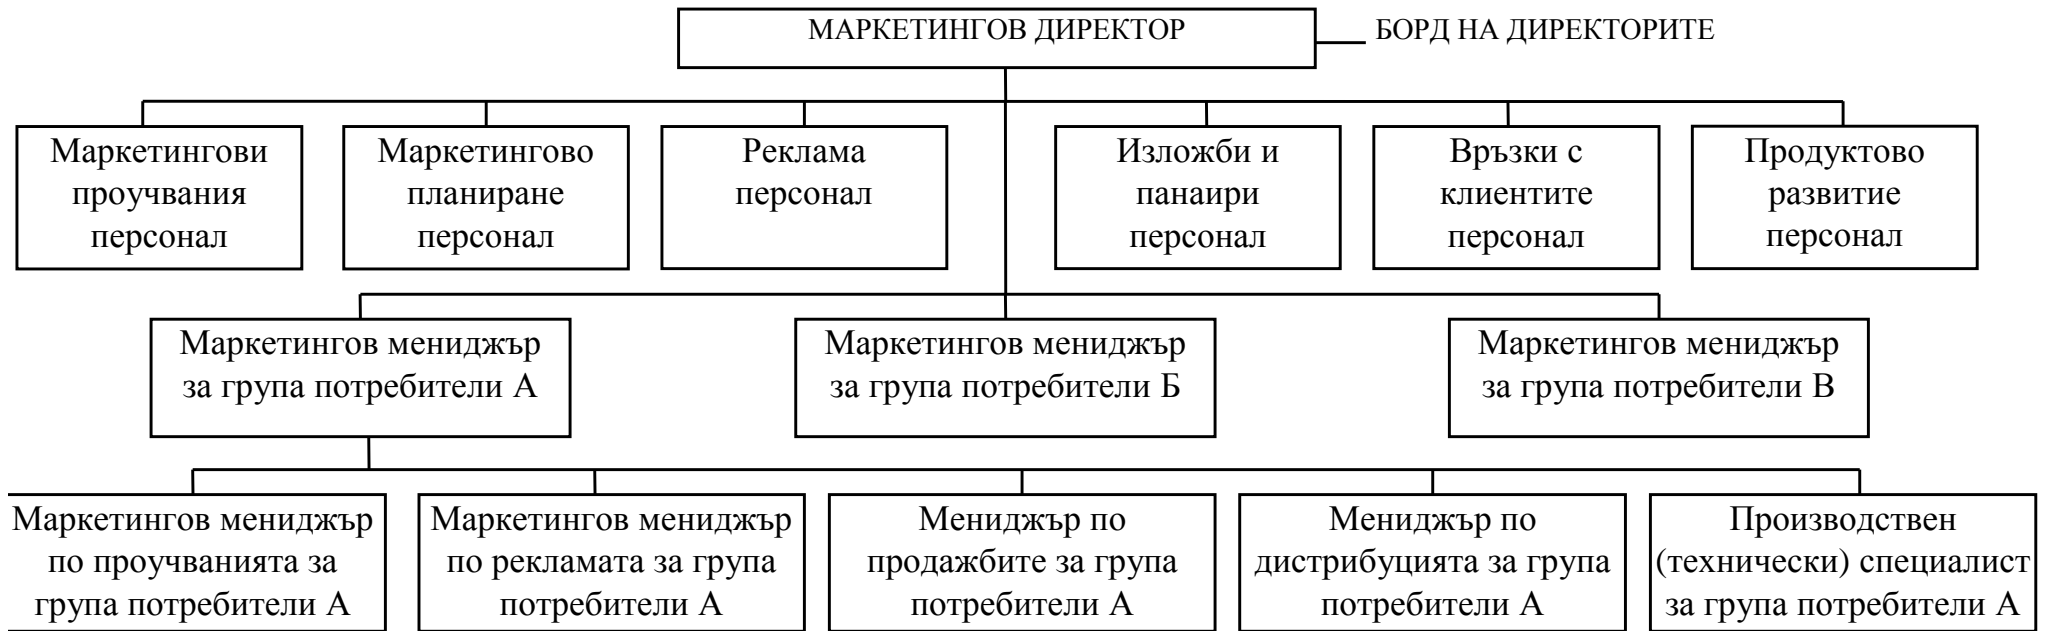 МАРКЕТИНГОВ ДИРЕКТОР
БОРД НА ДИРЕКТОРИТЕ
Маркетингови
проучвания
персонал
Маркетингово
планиране
персонал
Реклама
персонал
Изложби и
панаири
персонал
Връзки с
клиентите
персонал
Продуктово
развитие
персонал
Маркетингов мениджър
за група потребители А
Маркетингов мениджър
за група потребители Б
Маркетингов мениджър
за група потребители В
Маркетингов мениджър
по проучванията за
група потребители А
Маркетингов мениджър
по рекламата за група
потребители А
Мениджър по
продажбите за група
потребители А
Мениджър по
дистрибуцията за група
потребители А
Производствен
(технически) специалист
за група потребители А